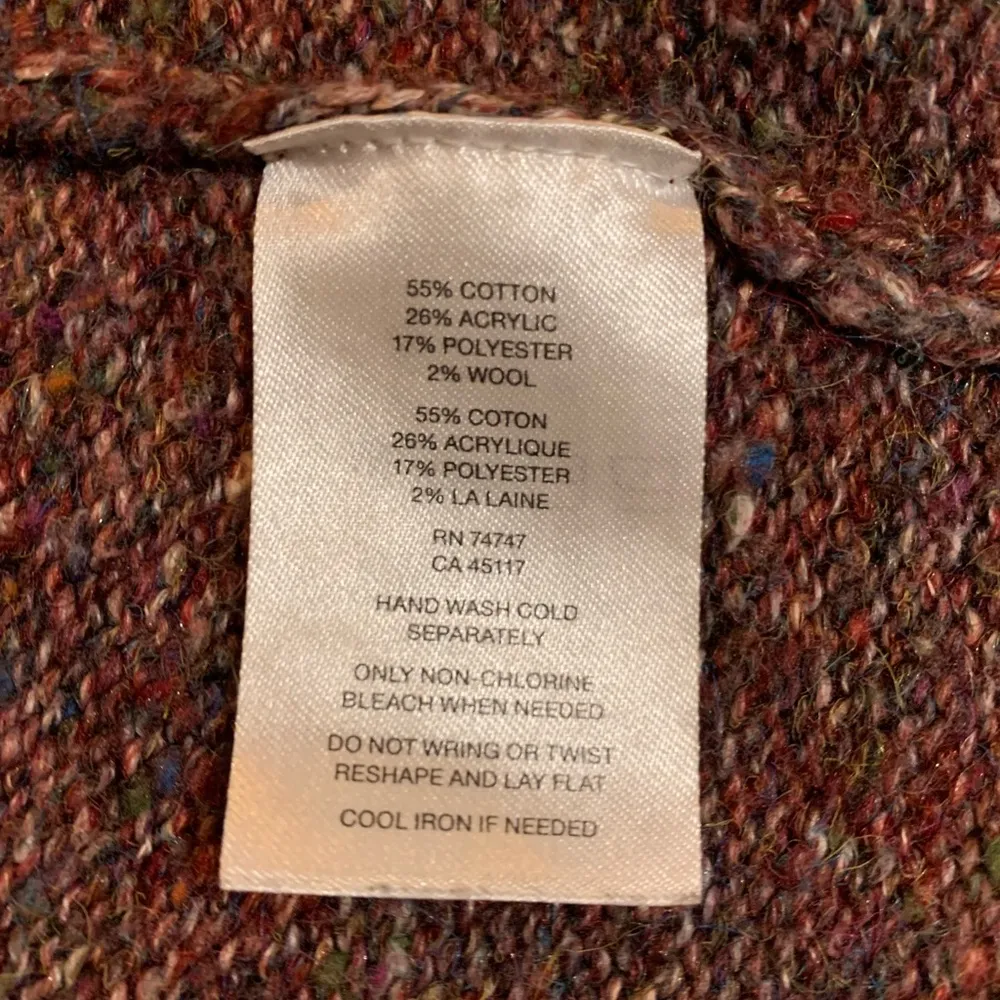 55% COTTON
26% ACRYLIC
17% POLYESTER
2% WOOL
55% COTON
26% ACRYLIQUE
17% POLYESTER
2% LA LAINE
RN 74747
CA 45117
HAND WASH COLD
SEPARATELY
ONLY NON-CHLORINE
BLEACH WHEN NEEDED
DO NOT WRING OR TWIST
RESHAPE AND LAY FLAT
COOL IRON IF NEEDED